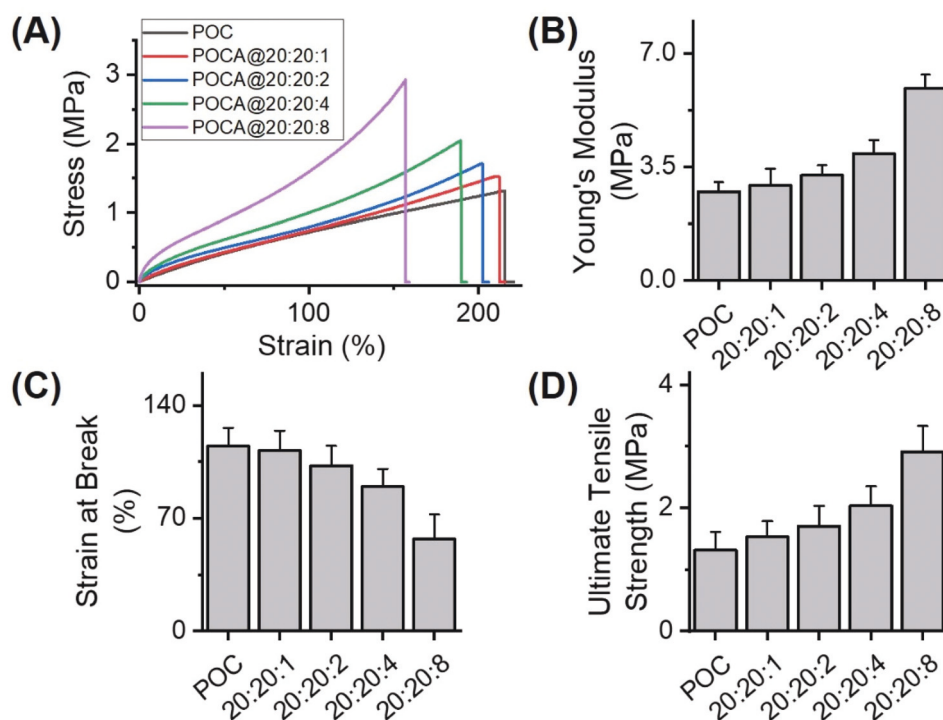 (A)
POC
POCA@20:20:1
POCA@20:20:2
POCA@20:20:4
POCA@20:20:8
Stress (MPa)
3
2
1
0
0
100
200
Strain (%)
(B)
Young's Modulus
(MPa)
7.0
3.5
0.0
POC
20:20:1
20:20:2
20:20:4
20:20:8
(C)
Strain at Break
(%)
140
70
0
POC
20:20:1
20:20:2
20:20:4
20:20:8
(D)
Ultimate Tensile
Strength (MPa)
4
2
0
POC
20:20:1
20:20:2
20:20:4
20:20:8